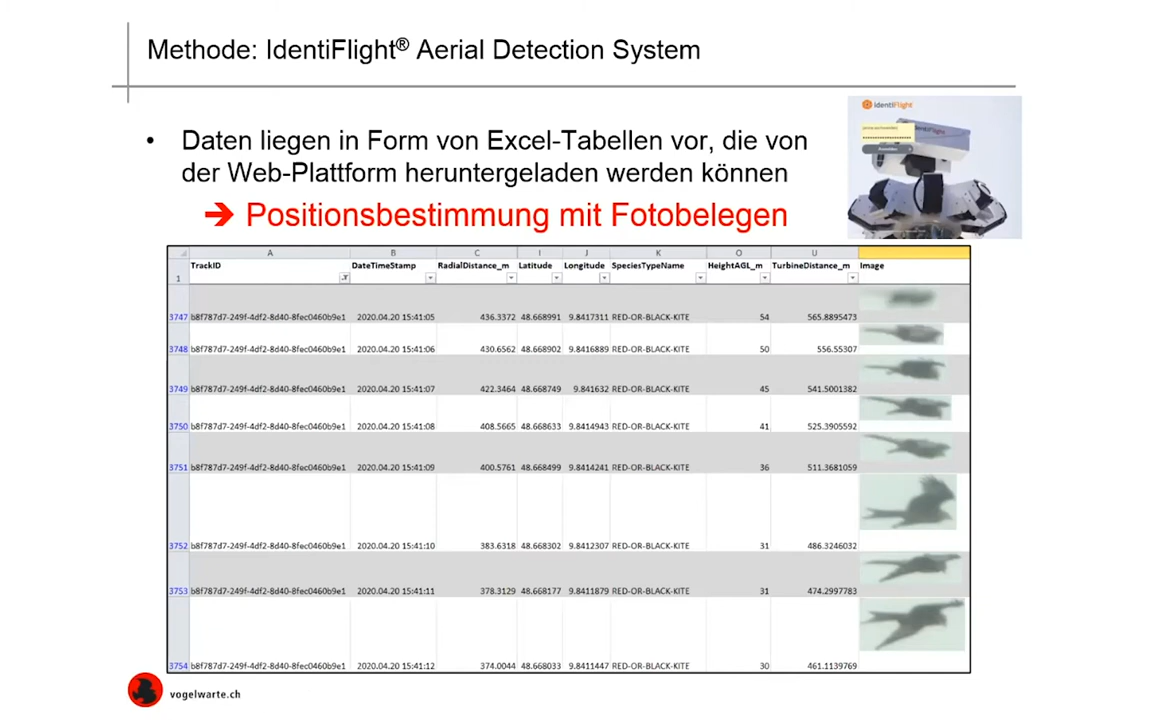 Methode: IdentiFlight® Aerial Detection System
• Daten liegen in Form von Excel-Tabellen vor, die von
der Web-Plattform heruntergeladen werden können
➔ Positionsbestimmung mit Fotobelegen
IdentiFlight
IdentiFlight
A B C I J K O U
1 TrackID DateTimeStamp RadialDistance_m Latitude Longitude SpeciesTypeName HeightAGL_m TurbineDistance_m Image
3747 b8f787d7-249f-4df2-8d40-8fec0460b9e1 2020.04.20 15:41:05 436.3372 48.668991 9.8417311 RED-OR-BLACK-KITE 54 565.8895473
3748 b8f787d7-249f-4df2-8d40-8fec0460b9e1 2020.04.20 15:41:06 430.6562 48.668902 9.8416889 RED-OR-BLACK-KITE 50 556.55307
3749 b8f787d7-249f-4df2-8d40-8fec0460b9e1 2020.04.20 15:41:07 422.3464 48.668749 9.841632 RED-OR-BLACK-KITE 45 541.5001382
3750 b8f787d7-249f-4df2-8d40-8fec0460b9e1 2020.04.20 15:41:08 408.5665 48.668633 9.8414943 RED-OR-BLACK-KITE 41 525.3905592
3751 b8f787d7-249f-4df2-8d40-8fec0460b9e1 2020.04.20 15:41:09 400.5761 48.668499 9.8414241 RED-OR-BLACK-KITE 36 511.3681059
3752 b8f787d7-249f-4df2-8d40-8fec0460b9e1 2020.04.20 15:41:10 383.6318 48.668302 9.8412307 RED-OR-BLACK-KITE 31 486.3246032
3753 b8f787d7-249f-4df2-8d40-8fec0460b9e1 2020.04.20 15:41:11 378.3129 48.668177 9.8411879 RED-OR-BLACK-KITE 31 474.2997783
3754 b8f787d7-249f-4df2-8d40-8fec0460b9e1 2020.04.20 15:41:12 374.0044 48.668033 9.8411447 RED-OR-BLACK-KITE 30 461.1139769
vogelwarte.ch